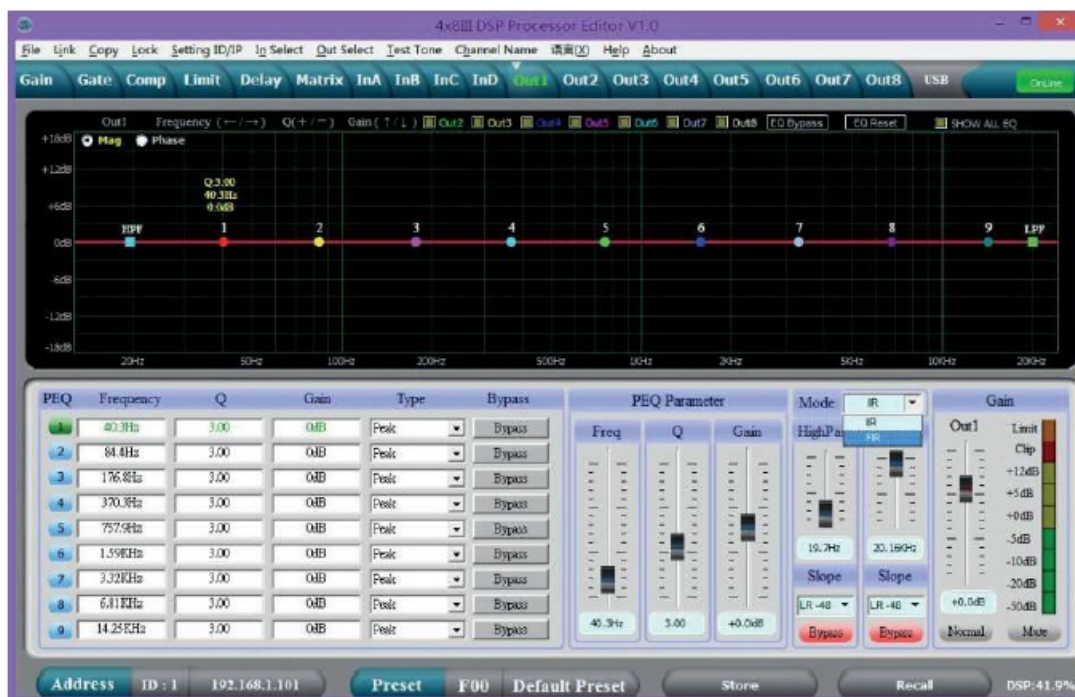 4x8III DSP Processor Editor V1.0
File Link Copy Lock Setting ID/IP In Select Out Select Test Tone Channel Name 语言(X) Help About
Gain Gate Comp Limit Delay Matrix InA InB InC InD Out1 Out2 Out3 Out4 Out5 Out6 Out7 Out8 USB OnLine
Out1 Frequency (←/→) Q(+/−) Gain(↑/↓) Out2 Out3 Out4 Out5 Out6 Out7 Out8 EQ Bypass EQ Reset SHOW ALL EQ
+18dB Mag Phase
+12dB
Q:3.00
40.3Hz
+6dB 0.0dB
HPF 1 2 3 4 5 6 7 8 9 LPF
0dB
-6dB
-12dB
-18dB
20Hz 50Hz 100Hz 200Hz 500Hz 1KHz 2KHz 5KHz 10KHz 20KHz
PEQ Frequency Q Gain Type Bypass PEQ Parameter Mode IIR Gain
1 40.3Hz 3.00 0dB Peak Bypass Freq Q Gain IIR Out1 Limit
FIR Clip
2 84.4Hz 3.00 0dB Peak Bypass +12dB
3 176.8Hz 3.00 0dB Peak Bypass +5dB
4 370.3Hz 3.00 0dB Peak Bypass +0dB
5 757.9Hz 3.00 0dB Peak Bypass -5dB
6 1.59KHz 3.00 0dB Peak Bypass 19.7Hz 20.16KHz -10dB
7 3.32KHz 3.00 0dB Peak Bypass Slope Slope -20dB
8 6.81KHz 3.00 0dB Peak Bypass LR-48 LR-48 +0.0dB -50dB
9 14.25KHz 3.00 0dB Peak Bypass 40.3Hz 3.00 +0.0dB Bypass Bypass Normal Mute
Address ID : 1 192.168.1.101 Preset F00 Default Preset Store Recall DSP:41.9%